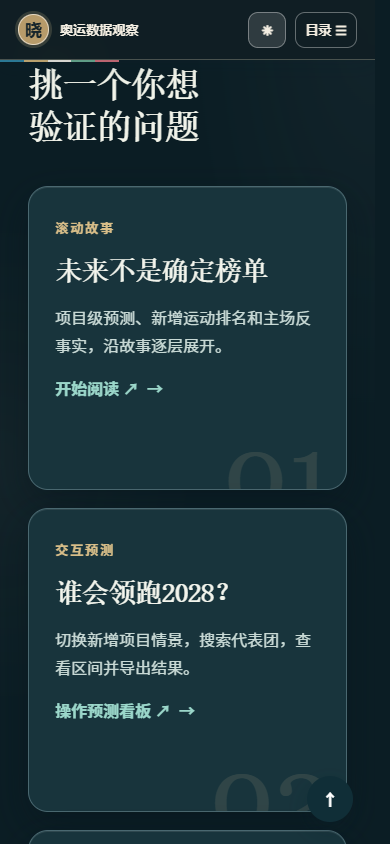 晓 奥运数据观察 目录
挑一个你想
验证的问题
滚动故事
未来不是确定榜单
项目级预测、新增运动排名和主场反
事实，沿故事逐层展开。
开始阅读 ↗ →
01
交互预测
谁会领跑2028？
切换新增项目情景，搜索代表团，查
看区间并导出结果。
操作预测看板 ↗ →
02
↑